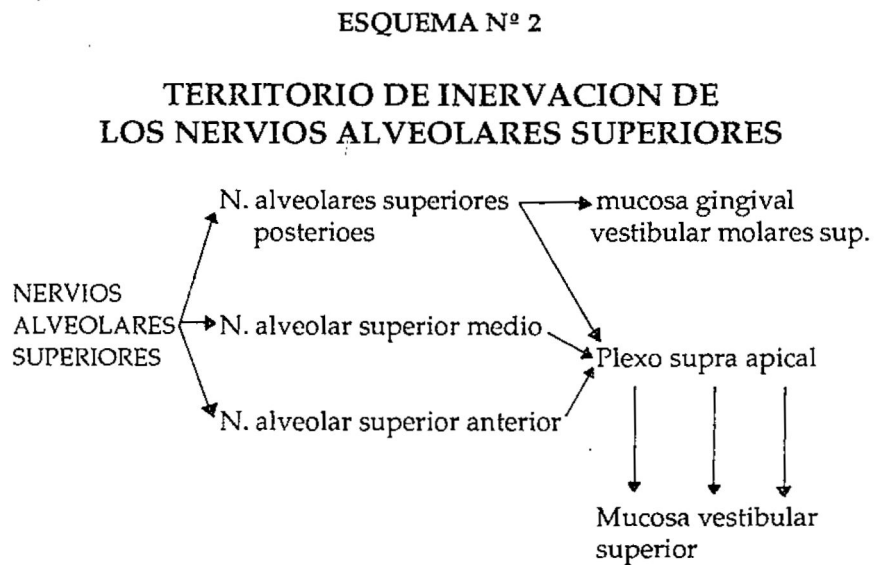 ESQUEMA Nº 2
TERRITORIO DE INERVACION DE
LOS NERVIOS ALVEOLARES SUPERIORES
N. alveolares superiores
posterioes
mucosa gingival
vestibular molares sup.
NERVIOS
ALVEOLARES
SUPERIORES
N. alveolar superior medio
Plexo supra apical
N. alveolar superior anterior
Mucosa vestibular
superior